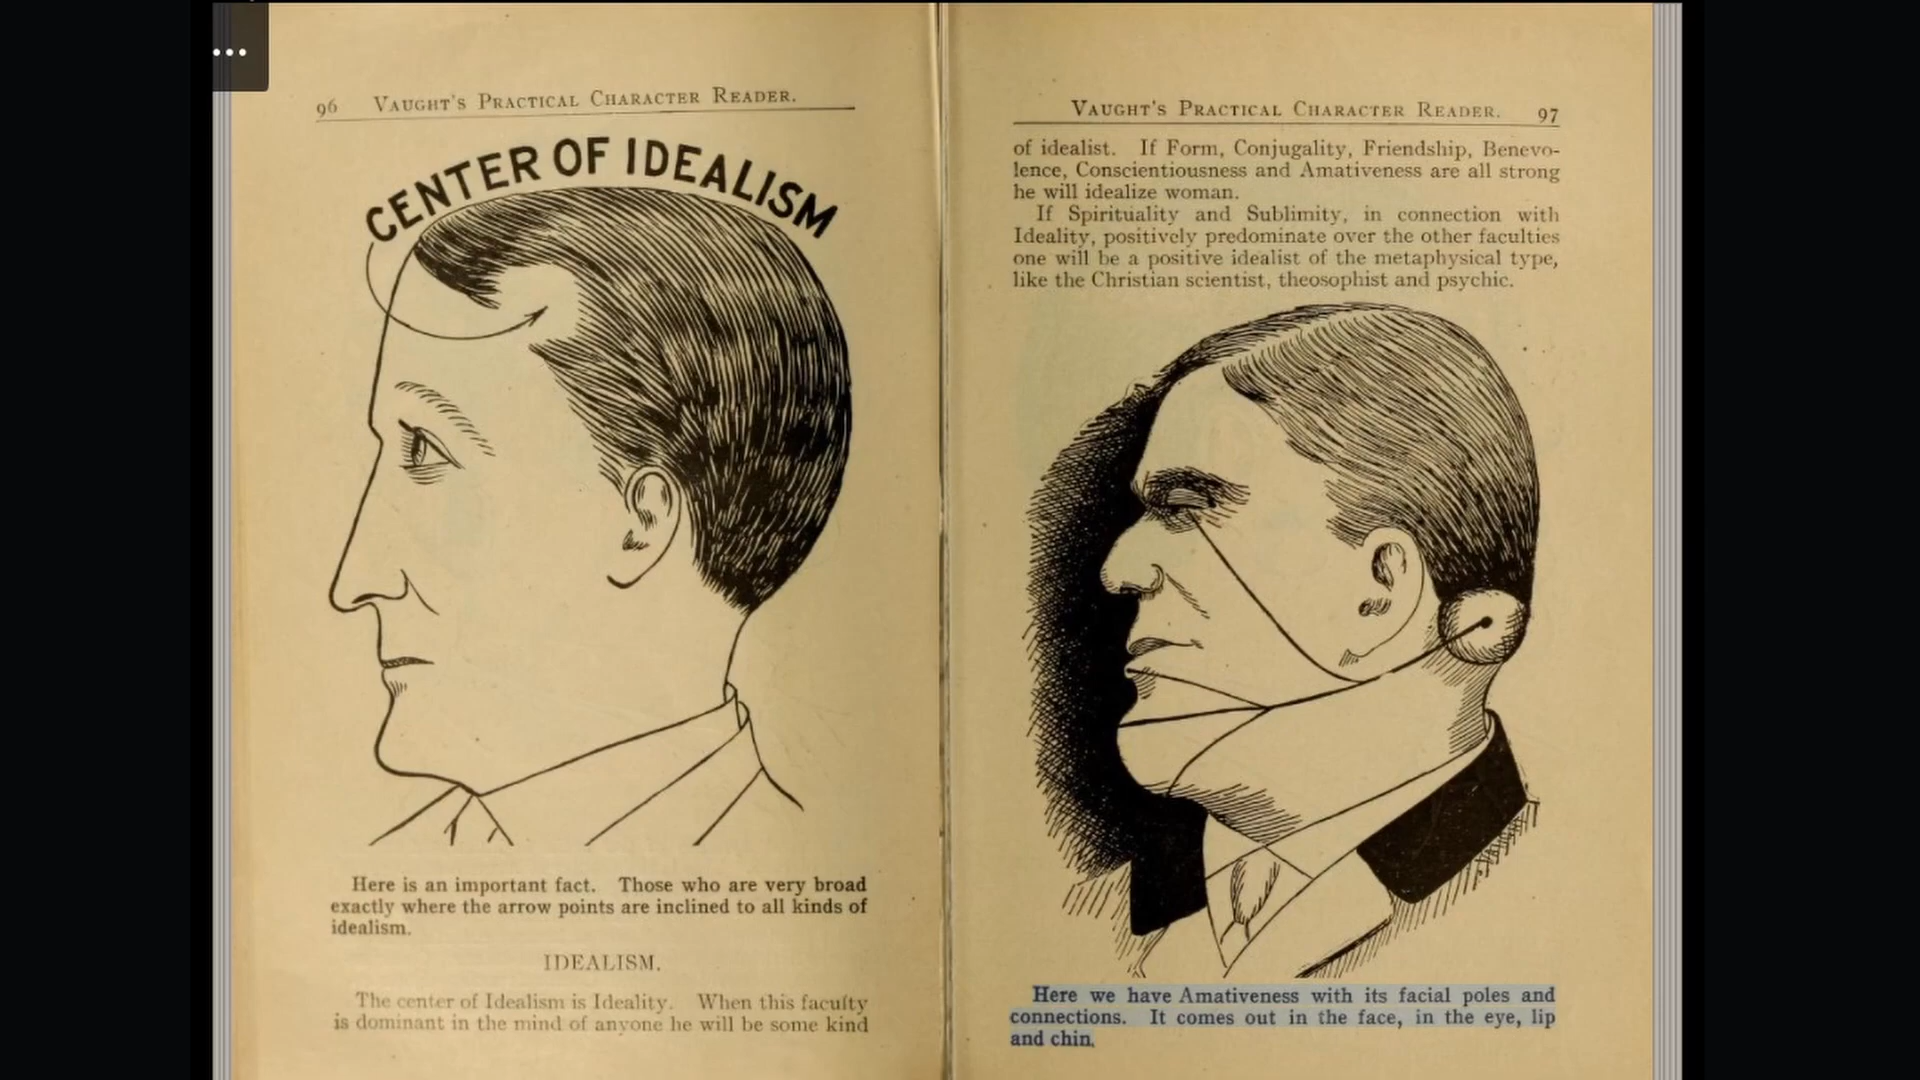 96 VAUGHT'S PRACTICAL CHARACTER READER.
CENTER OF IDEALISM
Here is an important fact. Those who are very broad
exactly where the arrow points are inclined to all kinds of
idealism.
IDEALISM.
The center of Idealism is Ideality. When this faculty
is dominant in the mind of anyone he will be some kind
VAUGHT'S PRACTICAL CHARACTER READER. 97
of idealist. If Form, Conjugality, Friendship, Benevo-
lence, Conscientiousness and Amativeness are all strong
he will idealize woman.
If Spirituality and Sublimity, in connection with
Ideality, positively predominate over the other faculties
one will be a positive idealist of the metaphysical type,
like the Christian scientist, theosophist and psychic.
Here we have Amativeness with its facial poles and
connections. It comes out in the face, in the eye, lip
and chin.